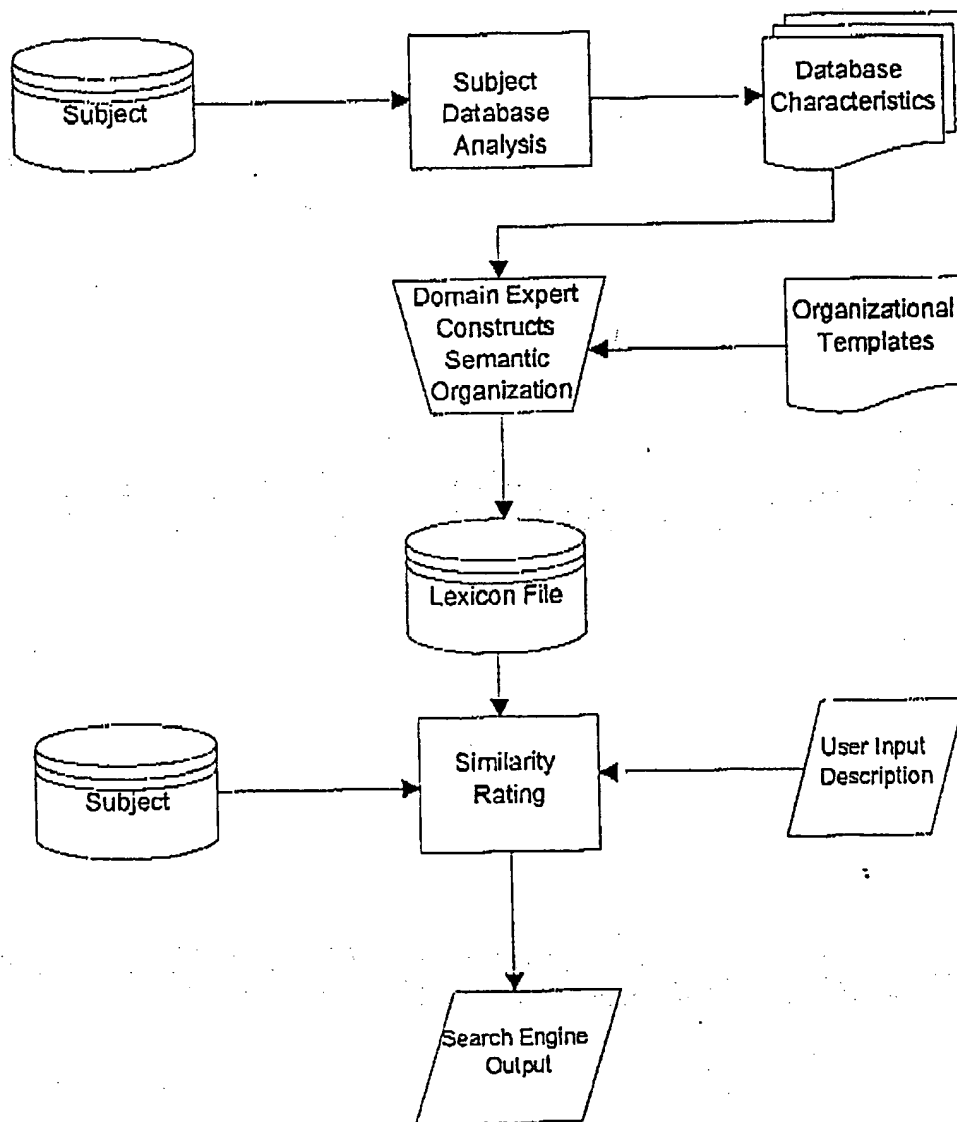 Subject
Subject
Database
Analysis
Database
Characteristics
Domain Expert
Constructs
Semantic
Organization
Organizational
Templates
Lexicon File
Subject
Similarity
Rating
User Input
Description
Search Engine
Output